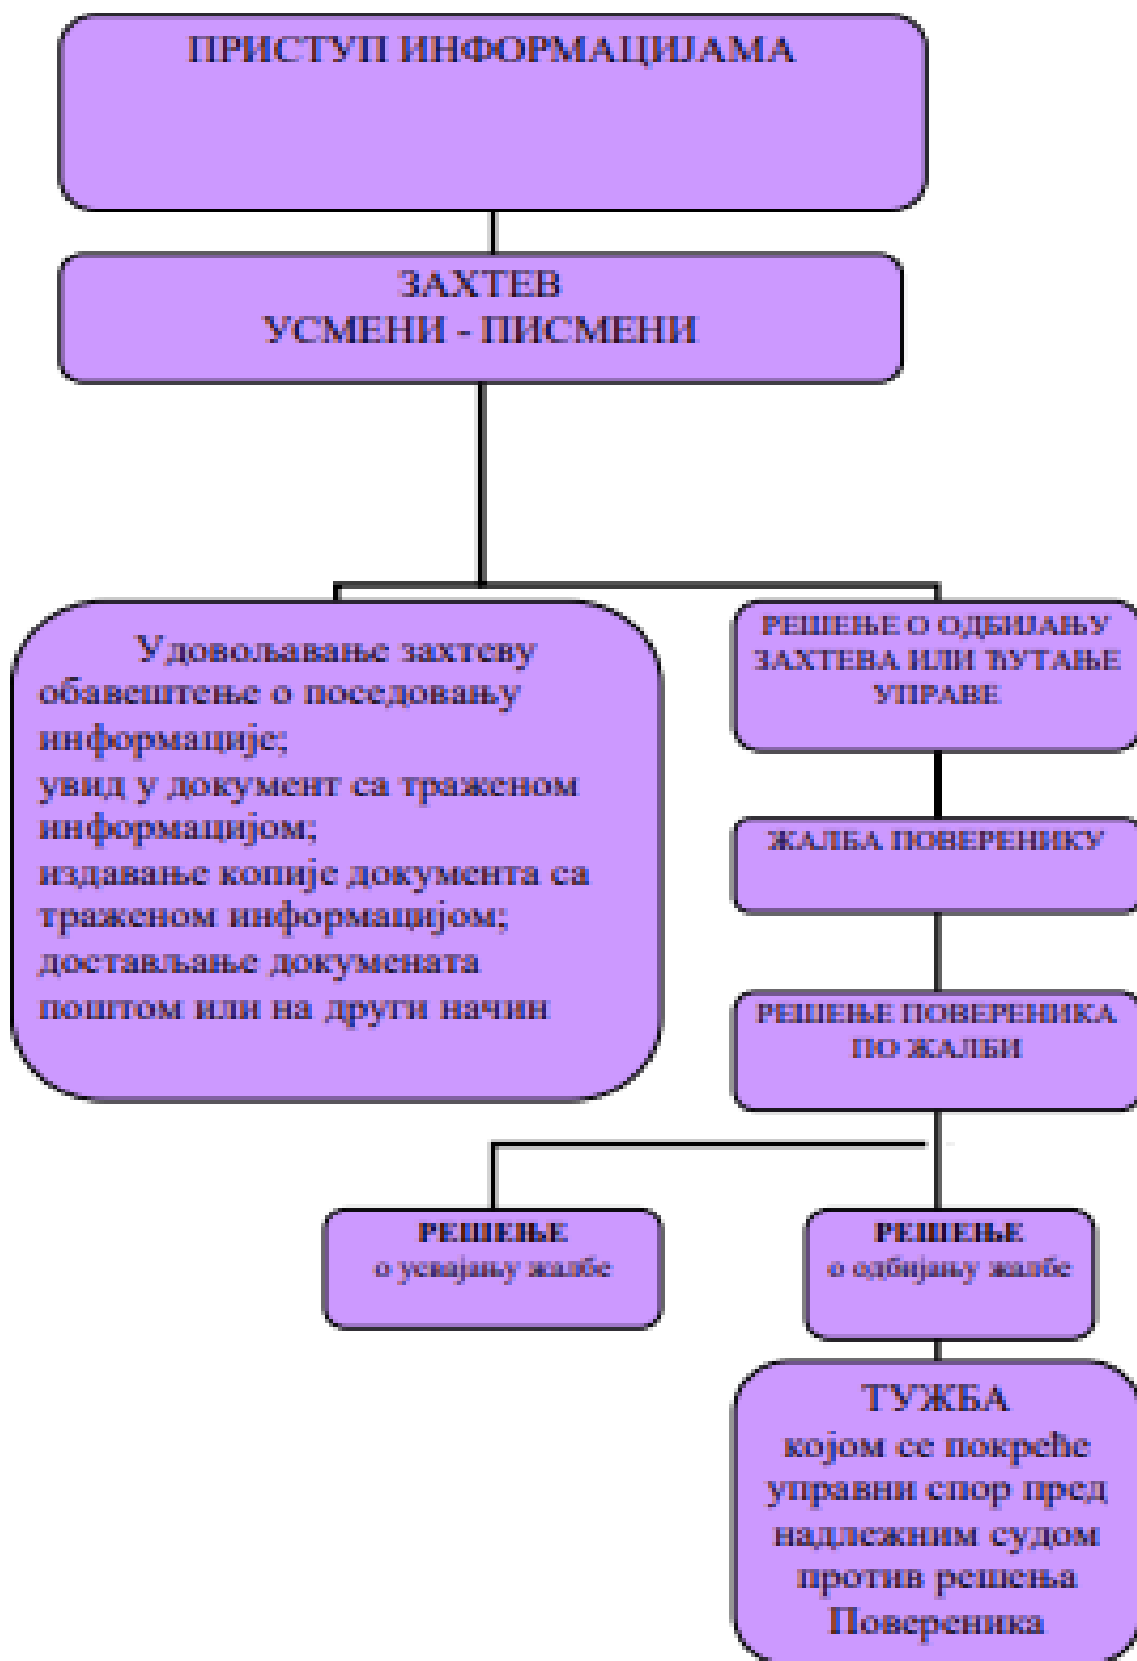 ПРИСТУП ИНФОРМАЦИЈАМА
ЗАХТЕВ
УСМЕНИ - ПИСМЕНИ
Удовољавање захтеву
обавештење о поседовању
информације;
увид у документ са траженом
информацијом;
издавање копије документа са
траженом информацијом;
достављање докумената
поштом или на други начин
РЕШЕЊЕ О ОДБИЈАЊУ
ЗАХТЕВА ИЛИ ЋУТАЊЕ
УПРАВЕ
ЖАЛБА ПОВЕРЕНИКУ
РЕШЕЊЕ ПОВЕРЕНИКА
ПО ЖАЛБИ
РЕШЕЊЕ
о усвајању жалбе
РЕШЕЊЕ
о одбијању жалбе
ТУЖБА
којом се покреће
управни спор пред
надлежним судом
против решења
Повереника